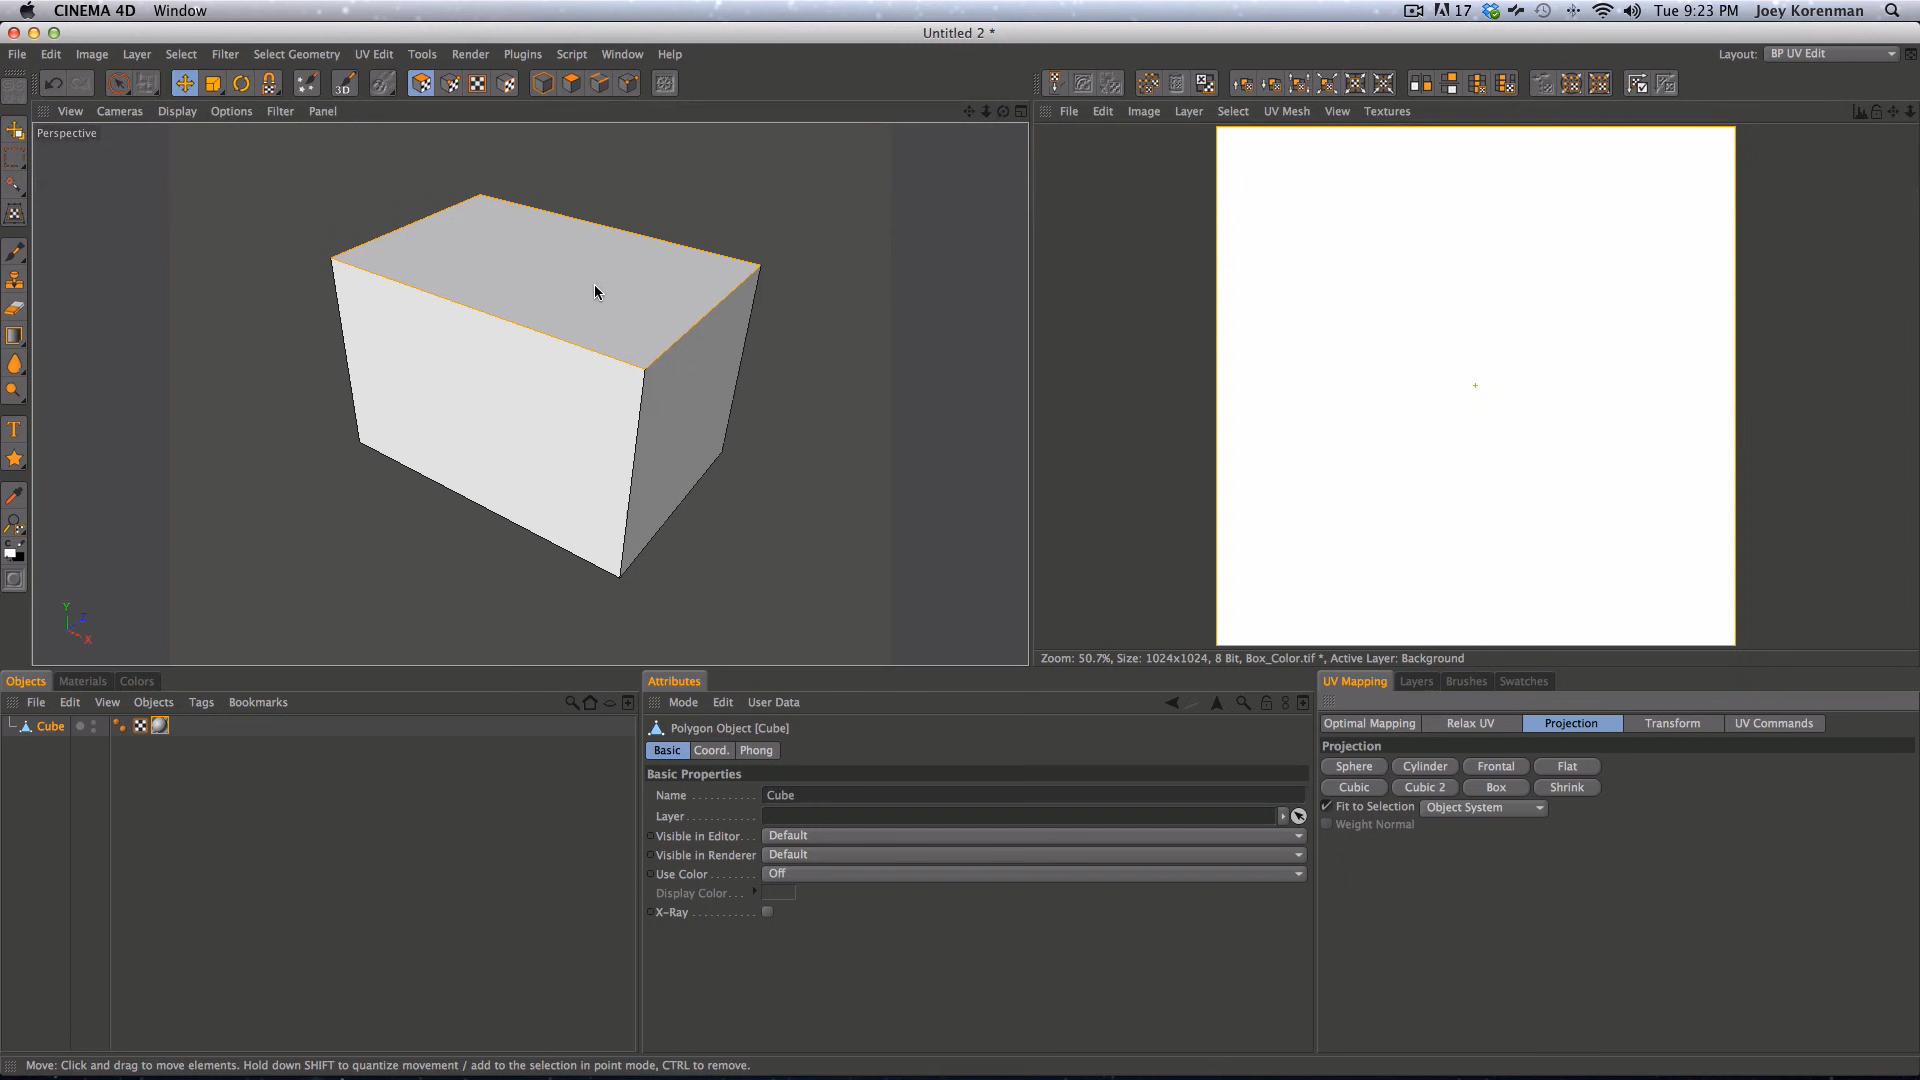 CINEMA 4D Window 17 Tue 9:23 PM Joey Korenman
Untitled 2 *
File Edit Image Layer Select Filter Select Geometry UV Edit Tools Render Plugins Script Window Help Layout: BP UV Edit
3D
View Cameras Display Options Filter Panel
File Edit Image Layer Select UV Mesh View Textures
Perspective
T
Y
Z
X
Zoom: 50.7%, Size: 1024x1024, 8 Bit, Box_Color.tif *, Active Layer: Background
Objects Materials Colors
File Edit View Objects Tags Bookmarks
Cube
Attributes
Mode Edit User Data
Polygon Object [Cube]
Basic Coord. Phong
Basic Properties
Name Cube
Layer
Visible in Editor Default
Visible in Renderer Default
Use Color Off
Display Color
X-Ray
UV Mapping Layers Brushes Swatches
Optimal Mapping Relax UV Projection Transform UV Commands
Projection
Sphere Cylinder Frontal Flat
Cubic Cubic 2 Box Shrink
Fit to Selection Object System
Weight Normal
Move: Click and drag to move elements. Hold down SHIFT to quantize movement / add to the selection in point mode, CTRL to remove.